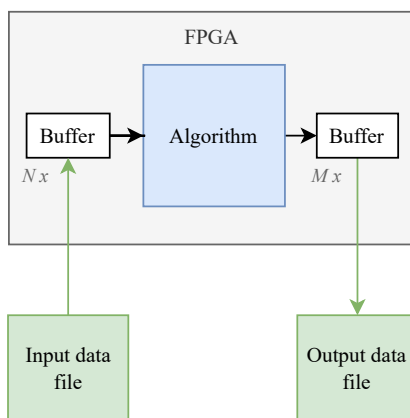 FPGA
Buffer
Algorithm
Buffer
N x
M x
Input data
file
Output data
file